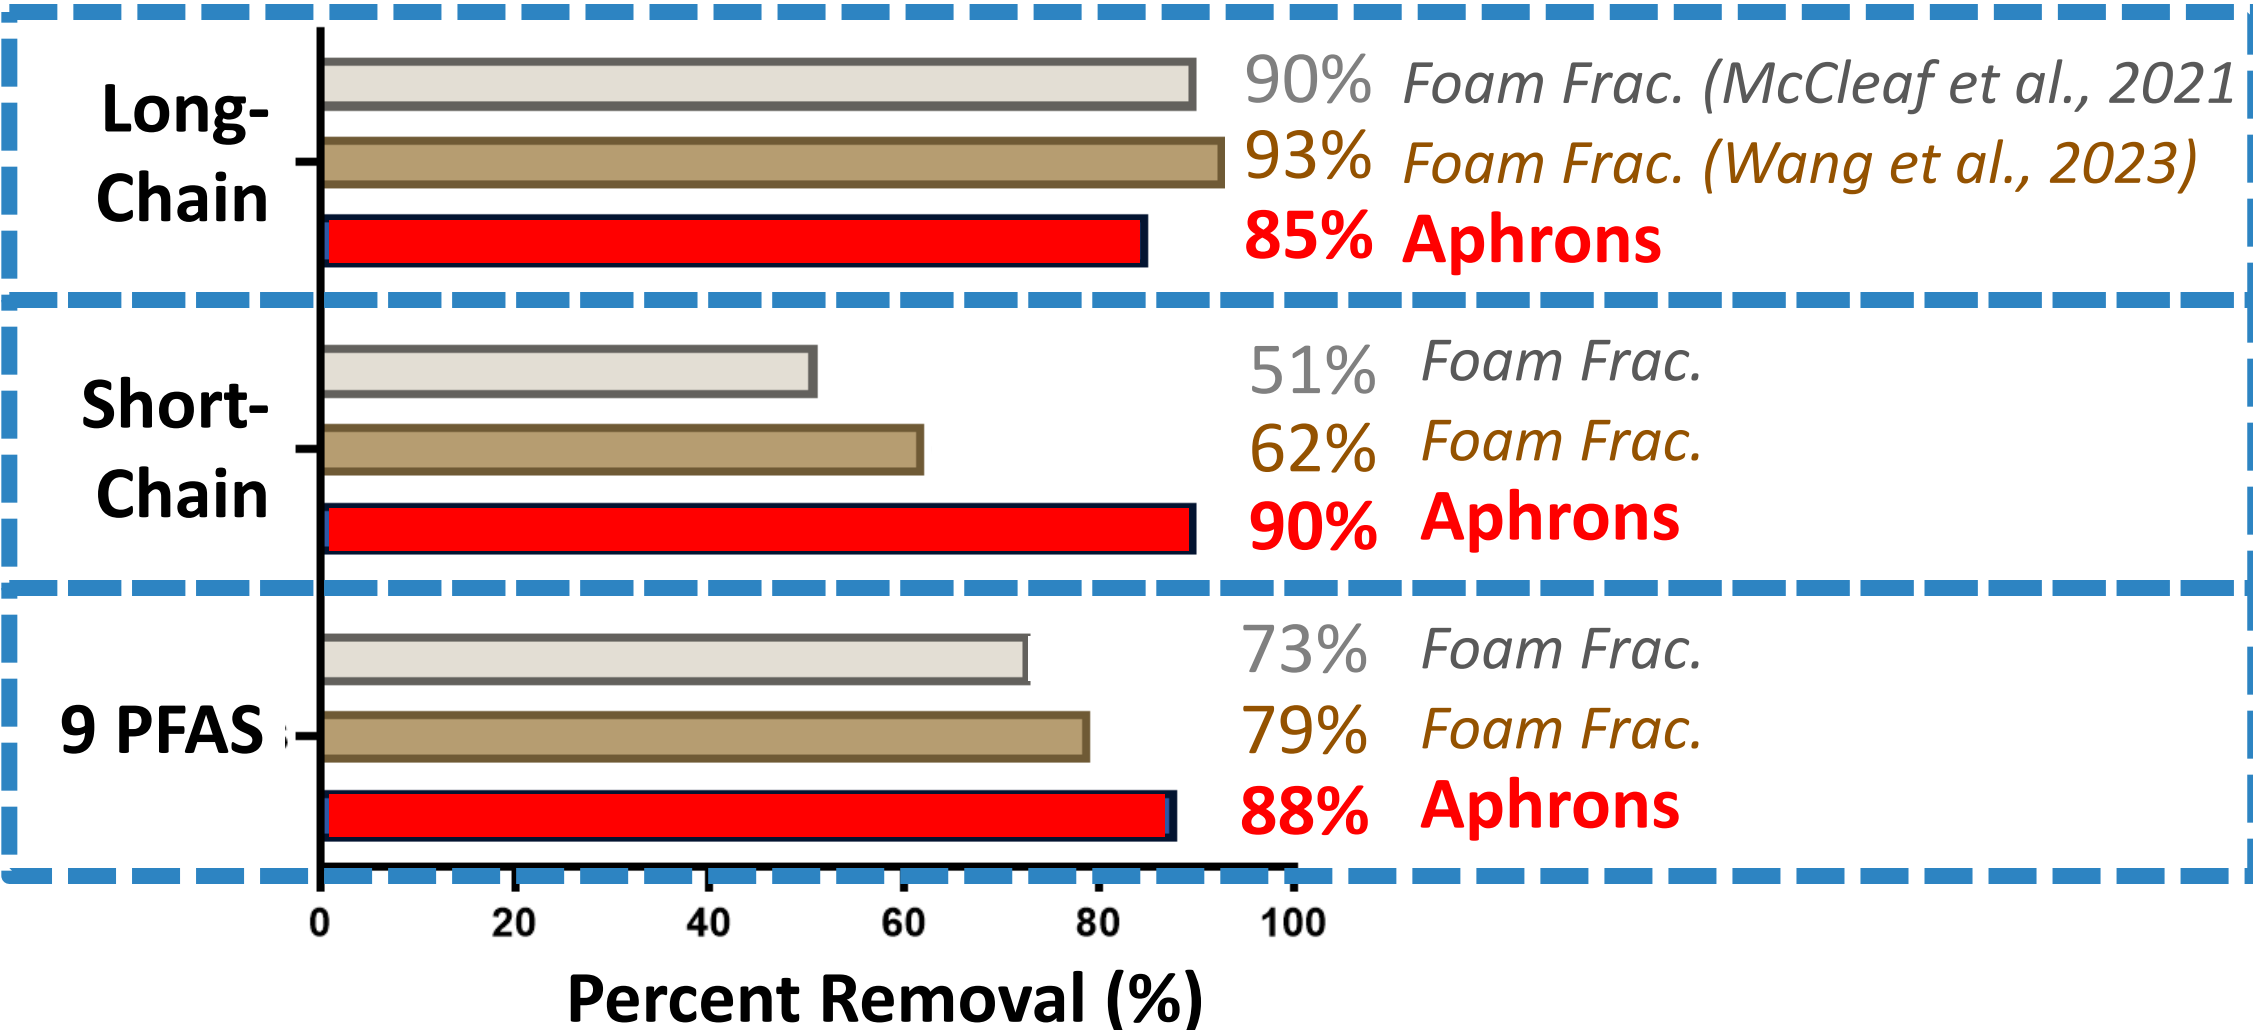 Long-
Chain
90% Foam Frac. (McCleaf et al., 2021
93% Foam Frac. (Wang et al., 2023)
85% Aphrons
Short-
Chain
51% Foam Frac.
62% Foam Frac.
90% Aphrons
9 PFAS
73% Foam Frac.
79% Foam Frac.
88% Aphrons
0 20 40 60 80 100
Percent Removal (%)